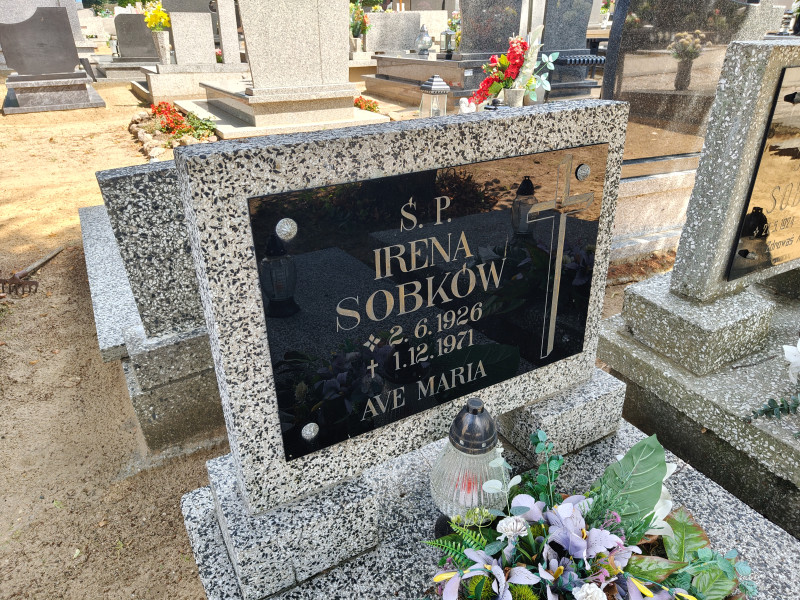 Ś. P.
IRENA
SOBKÓW
2.6.1926
† 1.12.1971
AVE MARIA